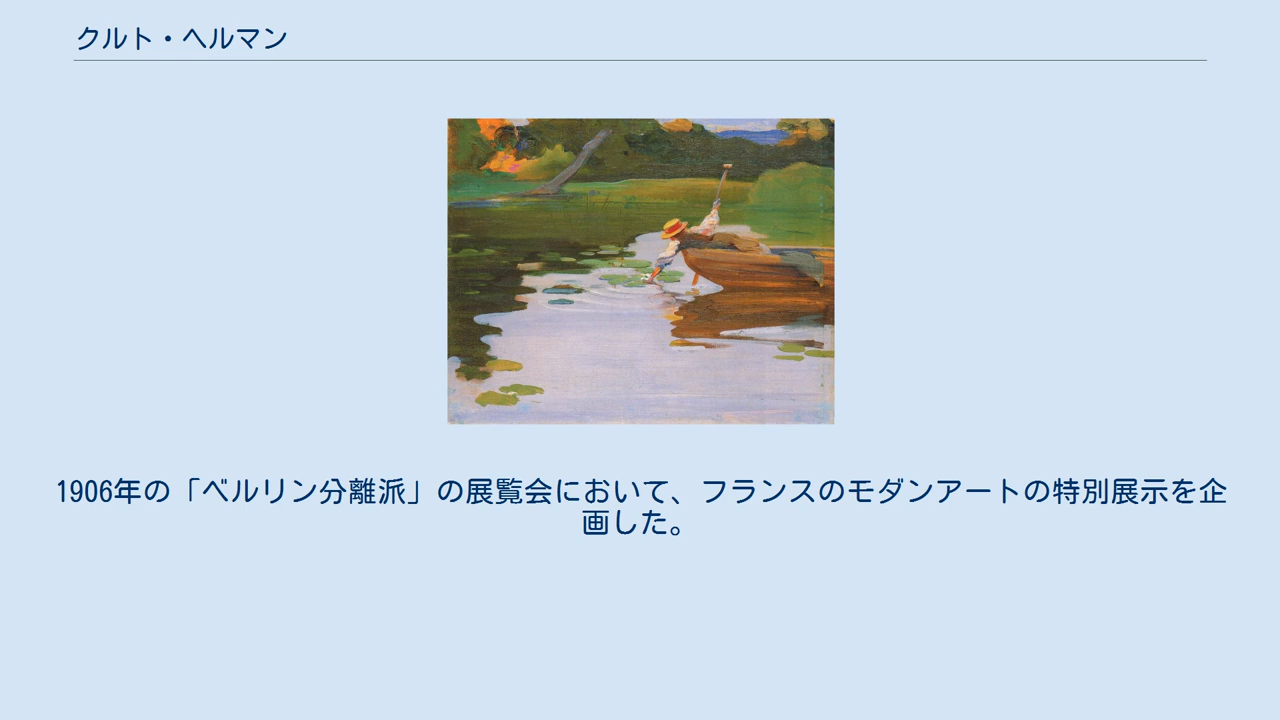 クルト・ヘルマン
1906年の「ベルリン分離派」の展覧会において、フランスのモダンアートの特別展示を企
画した。